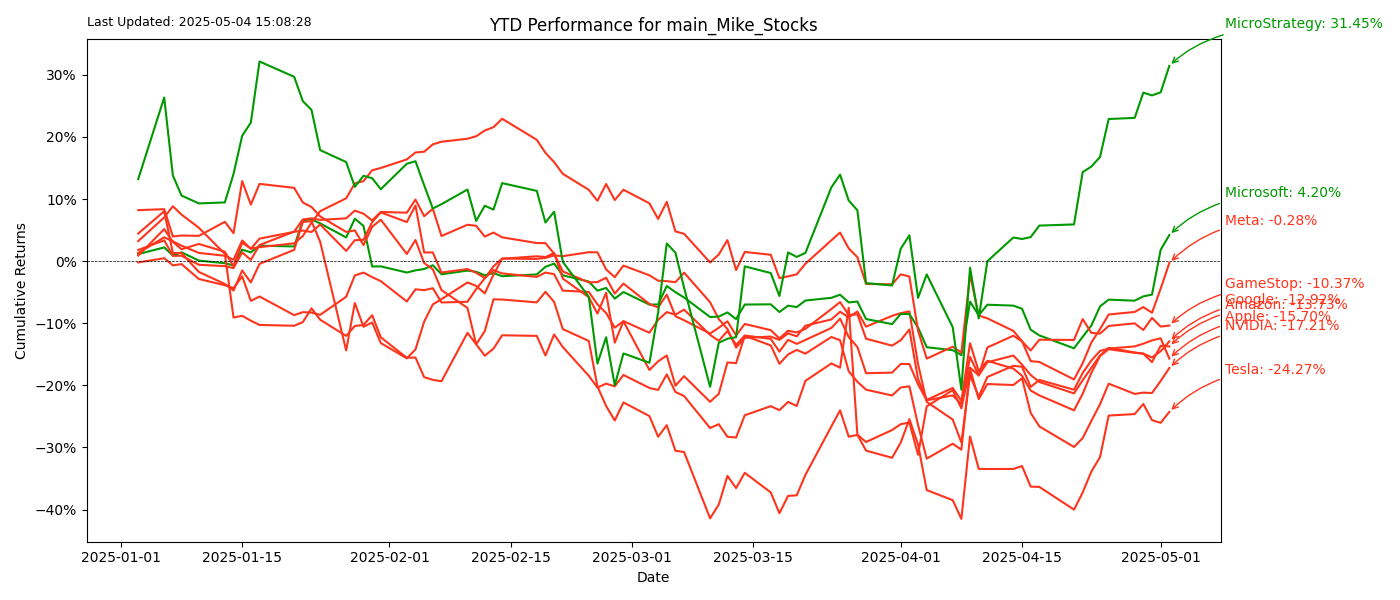 Last Updated: 2025-05-04 15:08:28
YTD Performance for main_Mike_Stocks
MicroStrategy: 31.45%
Microsoft: 4.20%
Meta: -0.28%
GameStop: -10.37%
Google: -12.92%
Amazon: -13.73%
Apple: -15.70%
NVIDIA: -17.21%
Tesla: -24.27%
Cumulative Returns
30%
20%
10%
0%
−10%
−20%
−30%
−40%
2025-01-01
2025-01-15
2025-02-01
2025-02-15
2025-03-01
2025-03-15
2025-04-01
2025-04-15
2025-05-01
Date